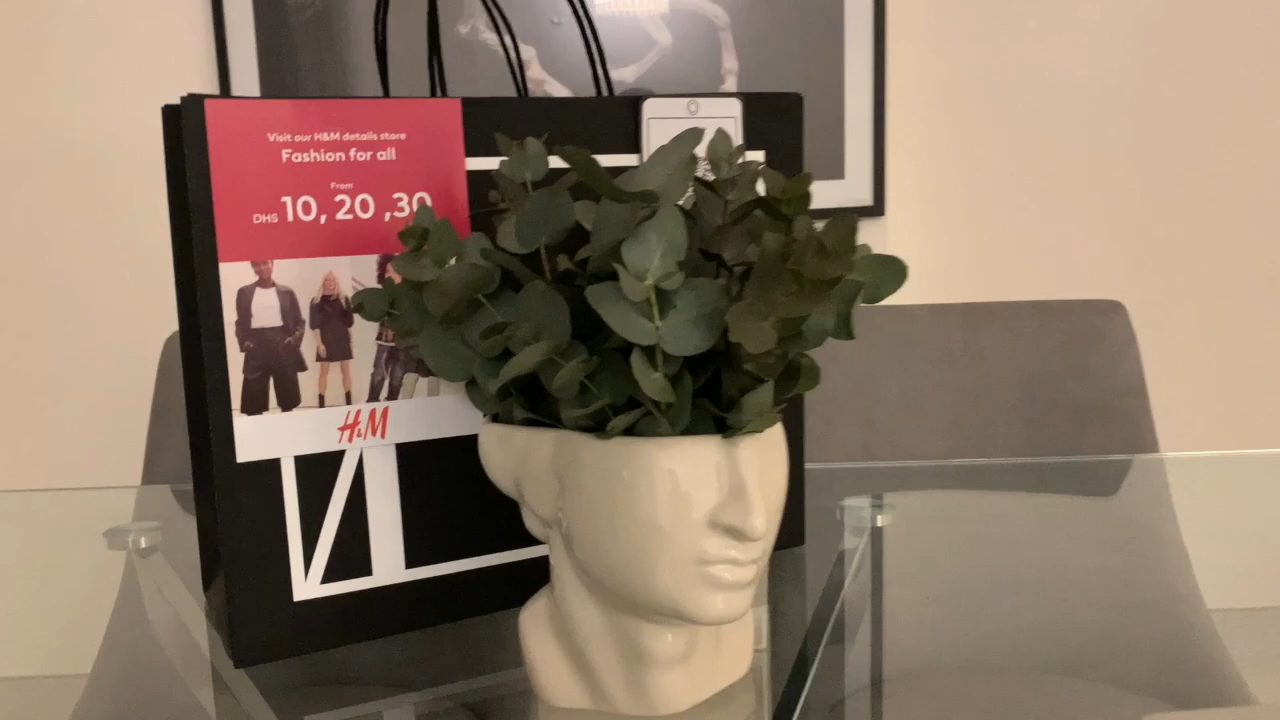 Visit our H&M details store
Fashion for all
From
DHS 10, 20 ,30
H&M